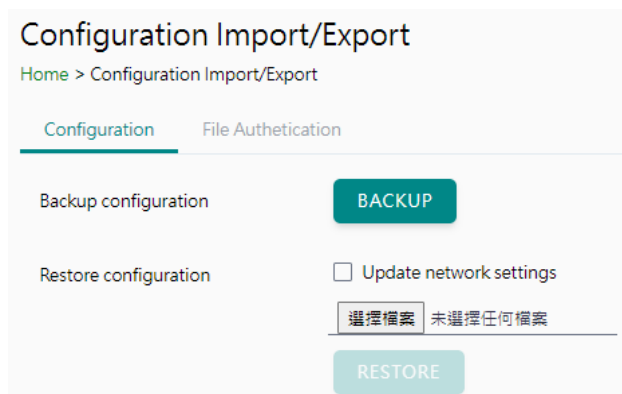 Configuration Import/Export
Home > Configuration Import/Export
Configuration File Authetication
Backup configuration BACKUP
Restore configuration Update network settings
選擇檔案 未選擇任何檔案
RESTORE